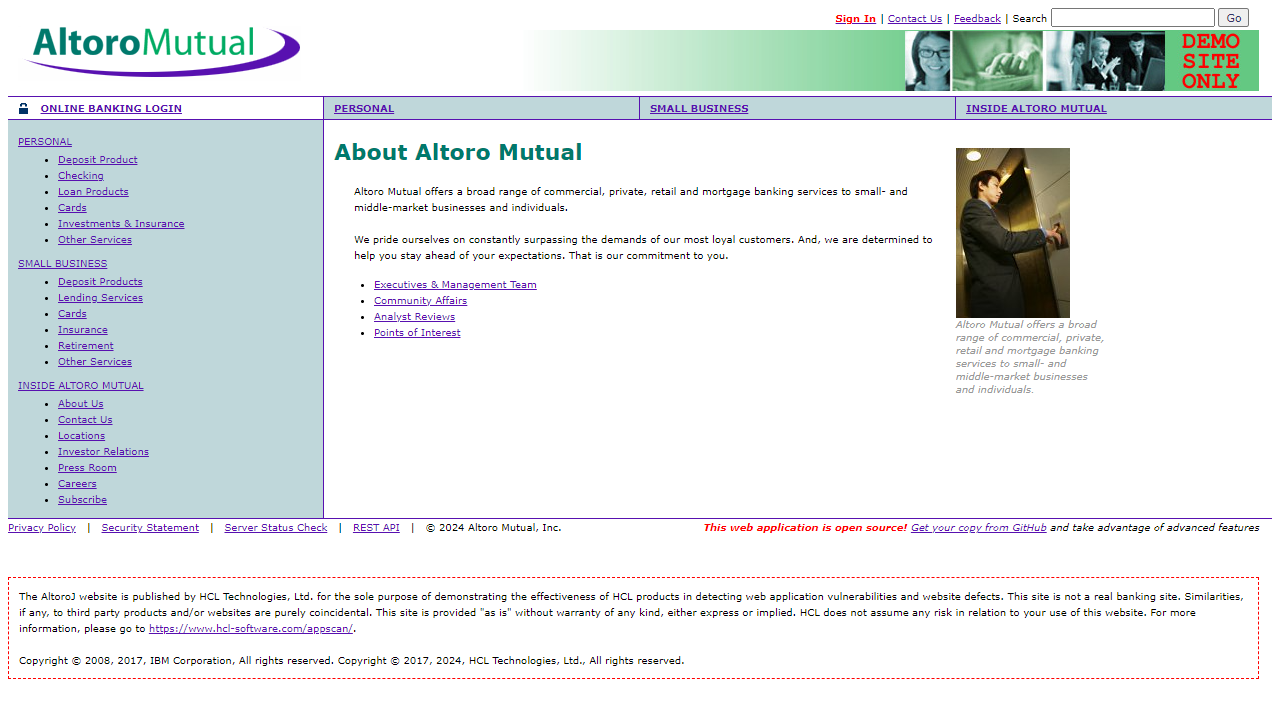 AltoroMutual
Sign In | Contact Us | Feedback | Search Go
DEMO
SITE
ONLY
ONLINE BANKING LOGIN
PERSONAL
SMALL BUSINESS
INSIDE ALTORO MUTUAL
PERSONAL
Deposit Product
Checking
Loan Products
Cards
Investments & Insurance
Other Services
SMALL BUSINESS
Deposit Products
Lending Services
Cards
Insurance
Retirement
Other Services
INSIDE ALTORO MUTUAL
About Us
Contact Us
Locations
Investor Relations
Press Room
Careers
Subscribe
About Altoro Mutual
Altoro Mutual offers a broad range of commercial, private, retail and mortgage banking services to small- and
middle-market businesses and individuals.
We pride ourselves on constantly surpassing the demands of our most loyal customers. And, we are determined to
help you stay ahead of your expectations. That is our commitment to you.
Executives & Management Team
Community Affairs
Analyst Reviews
Points of Interest
Altoro Mutual offers a broad
range of commercial, private,
retail and mortgage banking
services to small- and
middle-market businesses
and individuals.
Privacy Policy | Security Statement | Server Status Check | REST API | © 2024 Altoro Mutual, Inc.
This web application is open source! Get your copy from GitHub and take advantage of advanced features
The AltoroJ website is published by HCL Technologies, Ltd. for the sole purpose of demonstrating the effectiveness of HCL products in detecting web application vulnerabilities and website defects. This site is not a real banking site. Similarities,
if any, to third party products and/or websites are purely coincidental. This site is provided "as is" without warranty of any kind, either express or implied. HCL does not assume any risk in relation to your use of this website. For more
information, please go to https://www.hcl-software.com/appscan/.
Copyright © 2008, 2017, IBM Corporation, All rights reserved. Copyright © 2017, 2024, HCL Technologies, Ltd., All rights reserved.